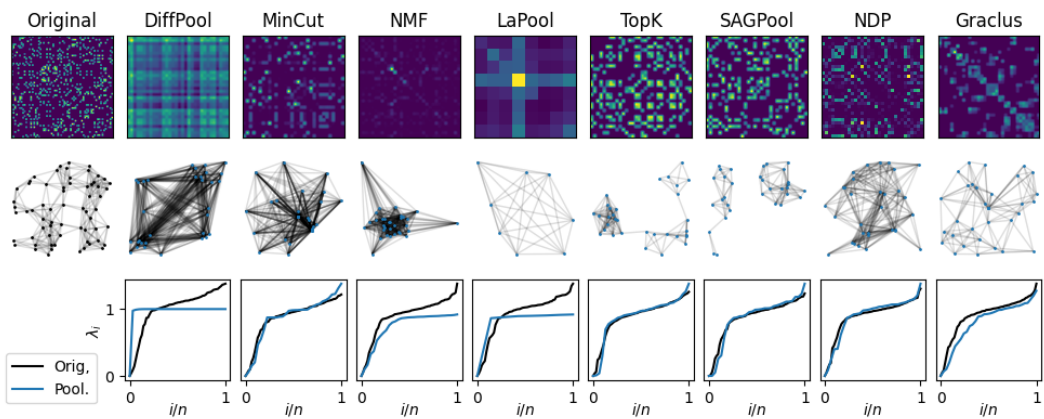 Original DiffPool MinCut NMF LaPool TopK SAGPool NDP Graclus
1
λi
0
Orig,
Pool.
0 1 0 1 0 1 0 1 0 1 0 1 0 1 0 1
i/n i/n i/n i/n i/n i/n i/n i/n